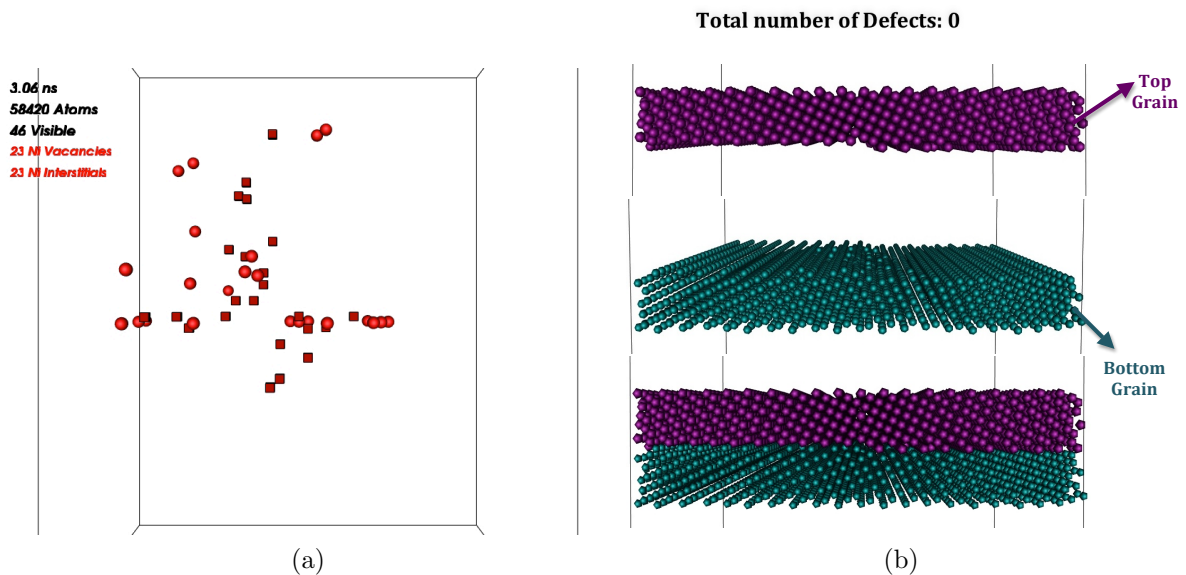 Total number of Defects: 0
3.06 ns
58420 Atoms
46 Visible
23 Ni Vacancies
23 Ni Interstitials
Top
Grain
Bottom
Grain
(a)
(b)